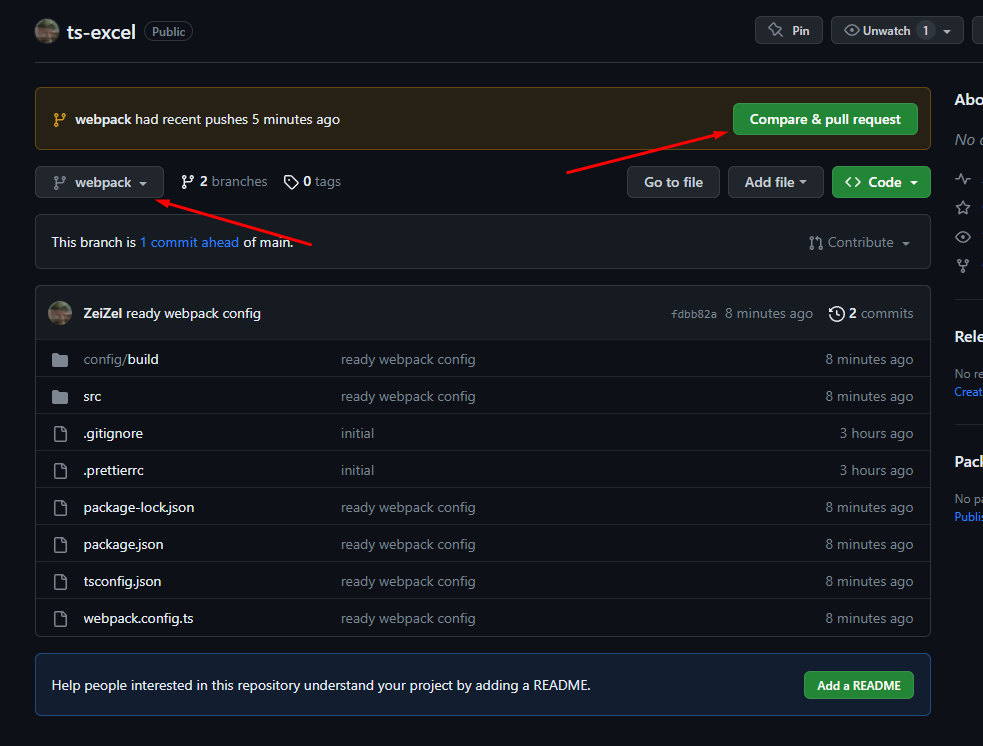 ts-excel Public Pin Unwatch 1
webpack had recent pushes 5 minutes ago Compare & pull request
webpack 2 branches 0 tags Go to file Add file <> Code
This branch is 1 commit ahead of main. Contribute
ZeiZel ready webpack config fdbb82a 8 minutes ago 2 commits
config/build ready webpack config 8 minutes ago
src ready webpack config 8 minutes ago
.gitignore initial 3 hours ago
.prettierrc initial 3 hours ago
package-lock.json ready webpack config 8 minutes ago
package.json ready webpack config 8 minutes ago
tsconfig.json ready webpack config 8 minutes ago
webpack.config.ts ready webpack config 8 minutes ago
Help people interested in this repository understand your project by adding a README. Add a README
Abo
No
Rele
No re
Creat
Pack
No pa
Publis